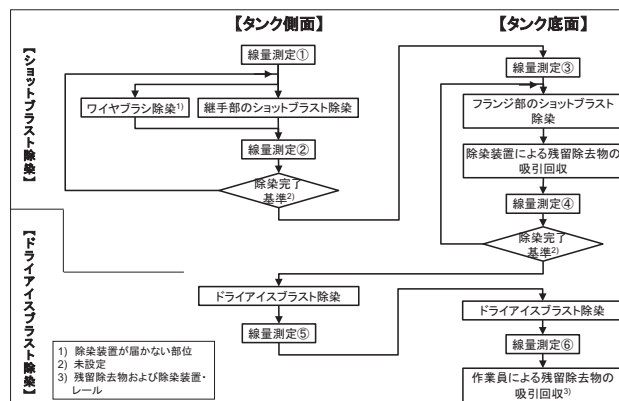 【タンク側面】
【タンク底面】
【ショットブラスト除染】
線量測定①
ワイヤブラシ除染1)
継手部のショットブラスト除染
線量測定②
除染完了
基準2)
線量測定③
フランジ部のショットブラスト
除染
除染装置による残留除去物の
吸引回収
線量測定④
除染完了
基準2)
【ドライアイスブラスト除染】
ドライアイスブラスト除染
線量測定⑤
ドライアイスブラスト除染
線量測定⑥
作業員による残留除去物の
吸引回収3)
1) 除染装置が届かない部位
2) 未設定
3) 残留除去物および除染装置・
レール